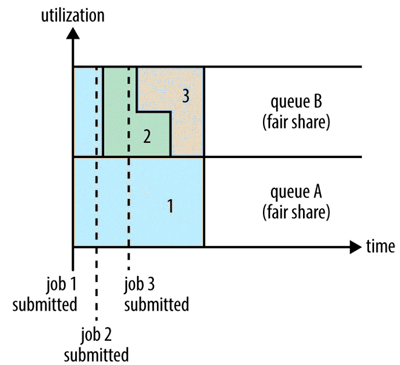 utilization
3
queue B
(fair share)
2
1
queue A
(fair share)
time
job 1
submitted
job 3
submitted
job 2
submitted